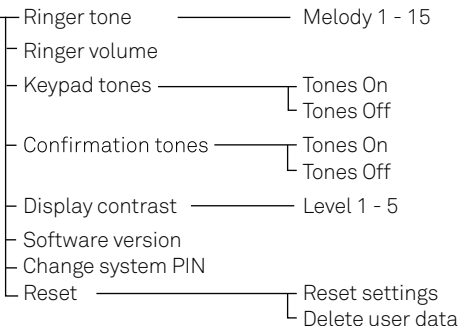 Ringer tone Melody 1 - 15
Ringer volume
Keypad tones Tones On
Tones Off
Confirmation tones Tones On
Tones Off
Display contrast Level 1 - 5
Software version
Change system PIN
Reset Reset settings
Delete user data